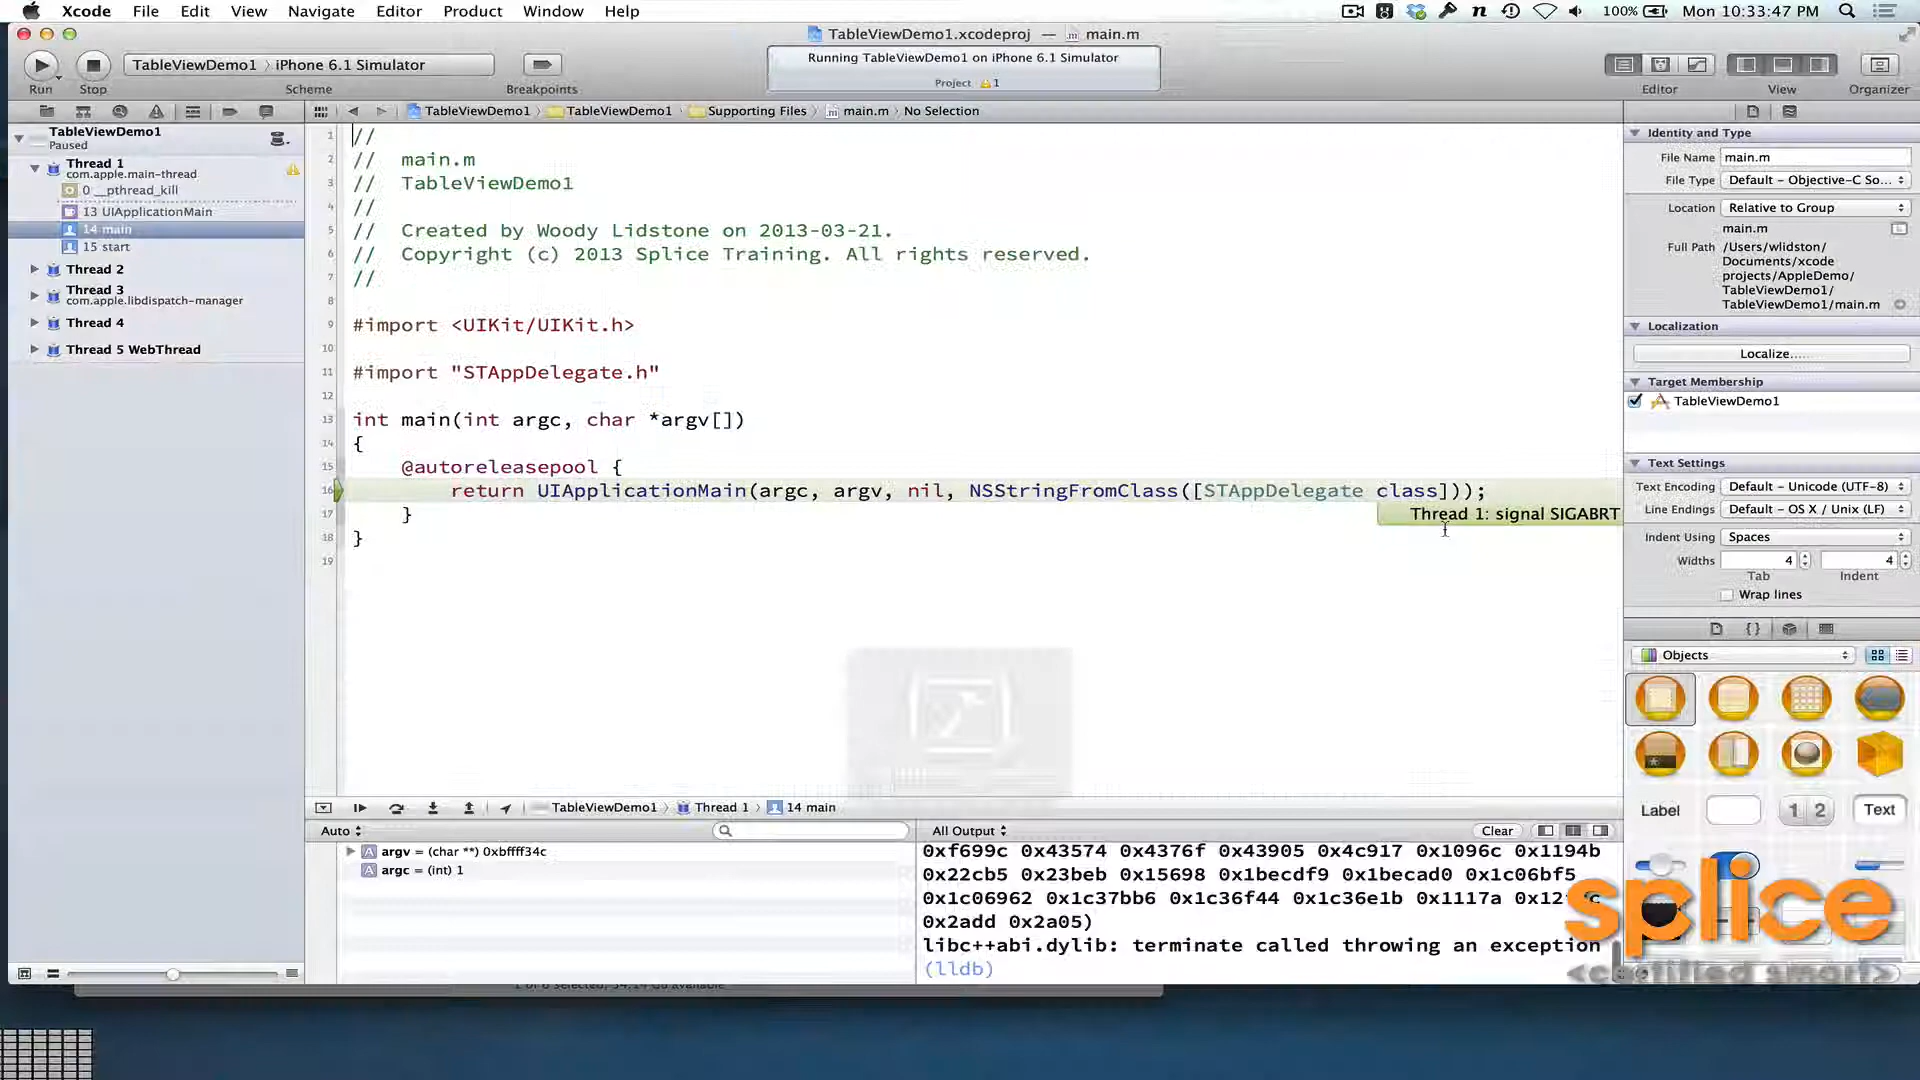 Xcode File Edit View Navigate Editor Product Window Help 100% Mon 10:33:47 PM
TableViewDemo1.xcodeproj — main.m
TableViewDemo1 iPhone 6.1 Simulator
Running TableViewDemo1 on iPhone 6.1 Simulator
Project 1
Run Stop Scheme Breakpoints Editor View Organizer
TableViewDemo1 TableViewDemo1 Supporting Files main.m No Selection
TableViewDemo1
Paused
Thread 1
com.apple.main-thread
0 __pthread_kill
13 UIApplicationMain
14 main
15 start
Thread 2
Thread 3
com.apple.libdispatch-manager
Thread 4
Thread 5 WebThread
1 //
2 // main.m
3 // TableViewDemo1
4 //
5 // Created by Woody Lidstone on 2013-03-21.
6 // Copyright (c) 2013 Splice Training. All rights reserved.
7 //
8
9 #import <UIKit/UIKit.h>
10
11 #import "STAppDelegate.h"
12
13 int main(int argc, char *argv[])
14 {
15 @autoreleasepool {
16 return UIApplicationMain(argc, argv, nil, NSStringFromClass([STAppDelegate class]));
Thread 1: signal SIGABRT
17 }
18 }
19
Identity and Type
File Name main.m
File Type Default - Objective-C So...
Location Relative to Group
main.m
Full Path /Users/wlidston/
Documents/xcode
projects/AppleDemo/
TableViewDemo1/
TableViewDemo1/main.m
Localization
Localize...
Target Membership
TableViewDemo1
Text Settings
Text Encoding Default - Unicode (UTF-8)
Line Endings Default - OS X / Unix (LF)
Indent Using Spaces
Widths 4 4
Tab Indent
Wrap lines
{ } Objects
Label 1 2 Text
TableViewDemo1 Thread 1 14 main
Auto
argv = (char **) 0xbffff34c
argc = (int) 1
All Output Clear
0xf699c 0x43574 0x4376f 0x43905 0x4c917 0x1096c 0x1194b
0x22cb5 0x23beb 0x15698 0x1becdf9 0x1becad0 0x1c06bf5
0x1c06962 0x1c37bb6 0x1c36f44 0x1c36e1b 0x1117a
0x2add 0x2a05)
libc++abi.dylib: terminate called throwing an exception
(lldb)
splice
<certified smart>